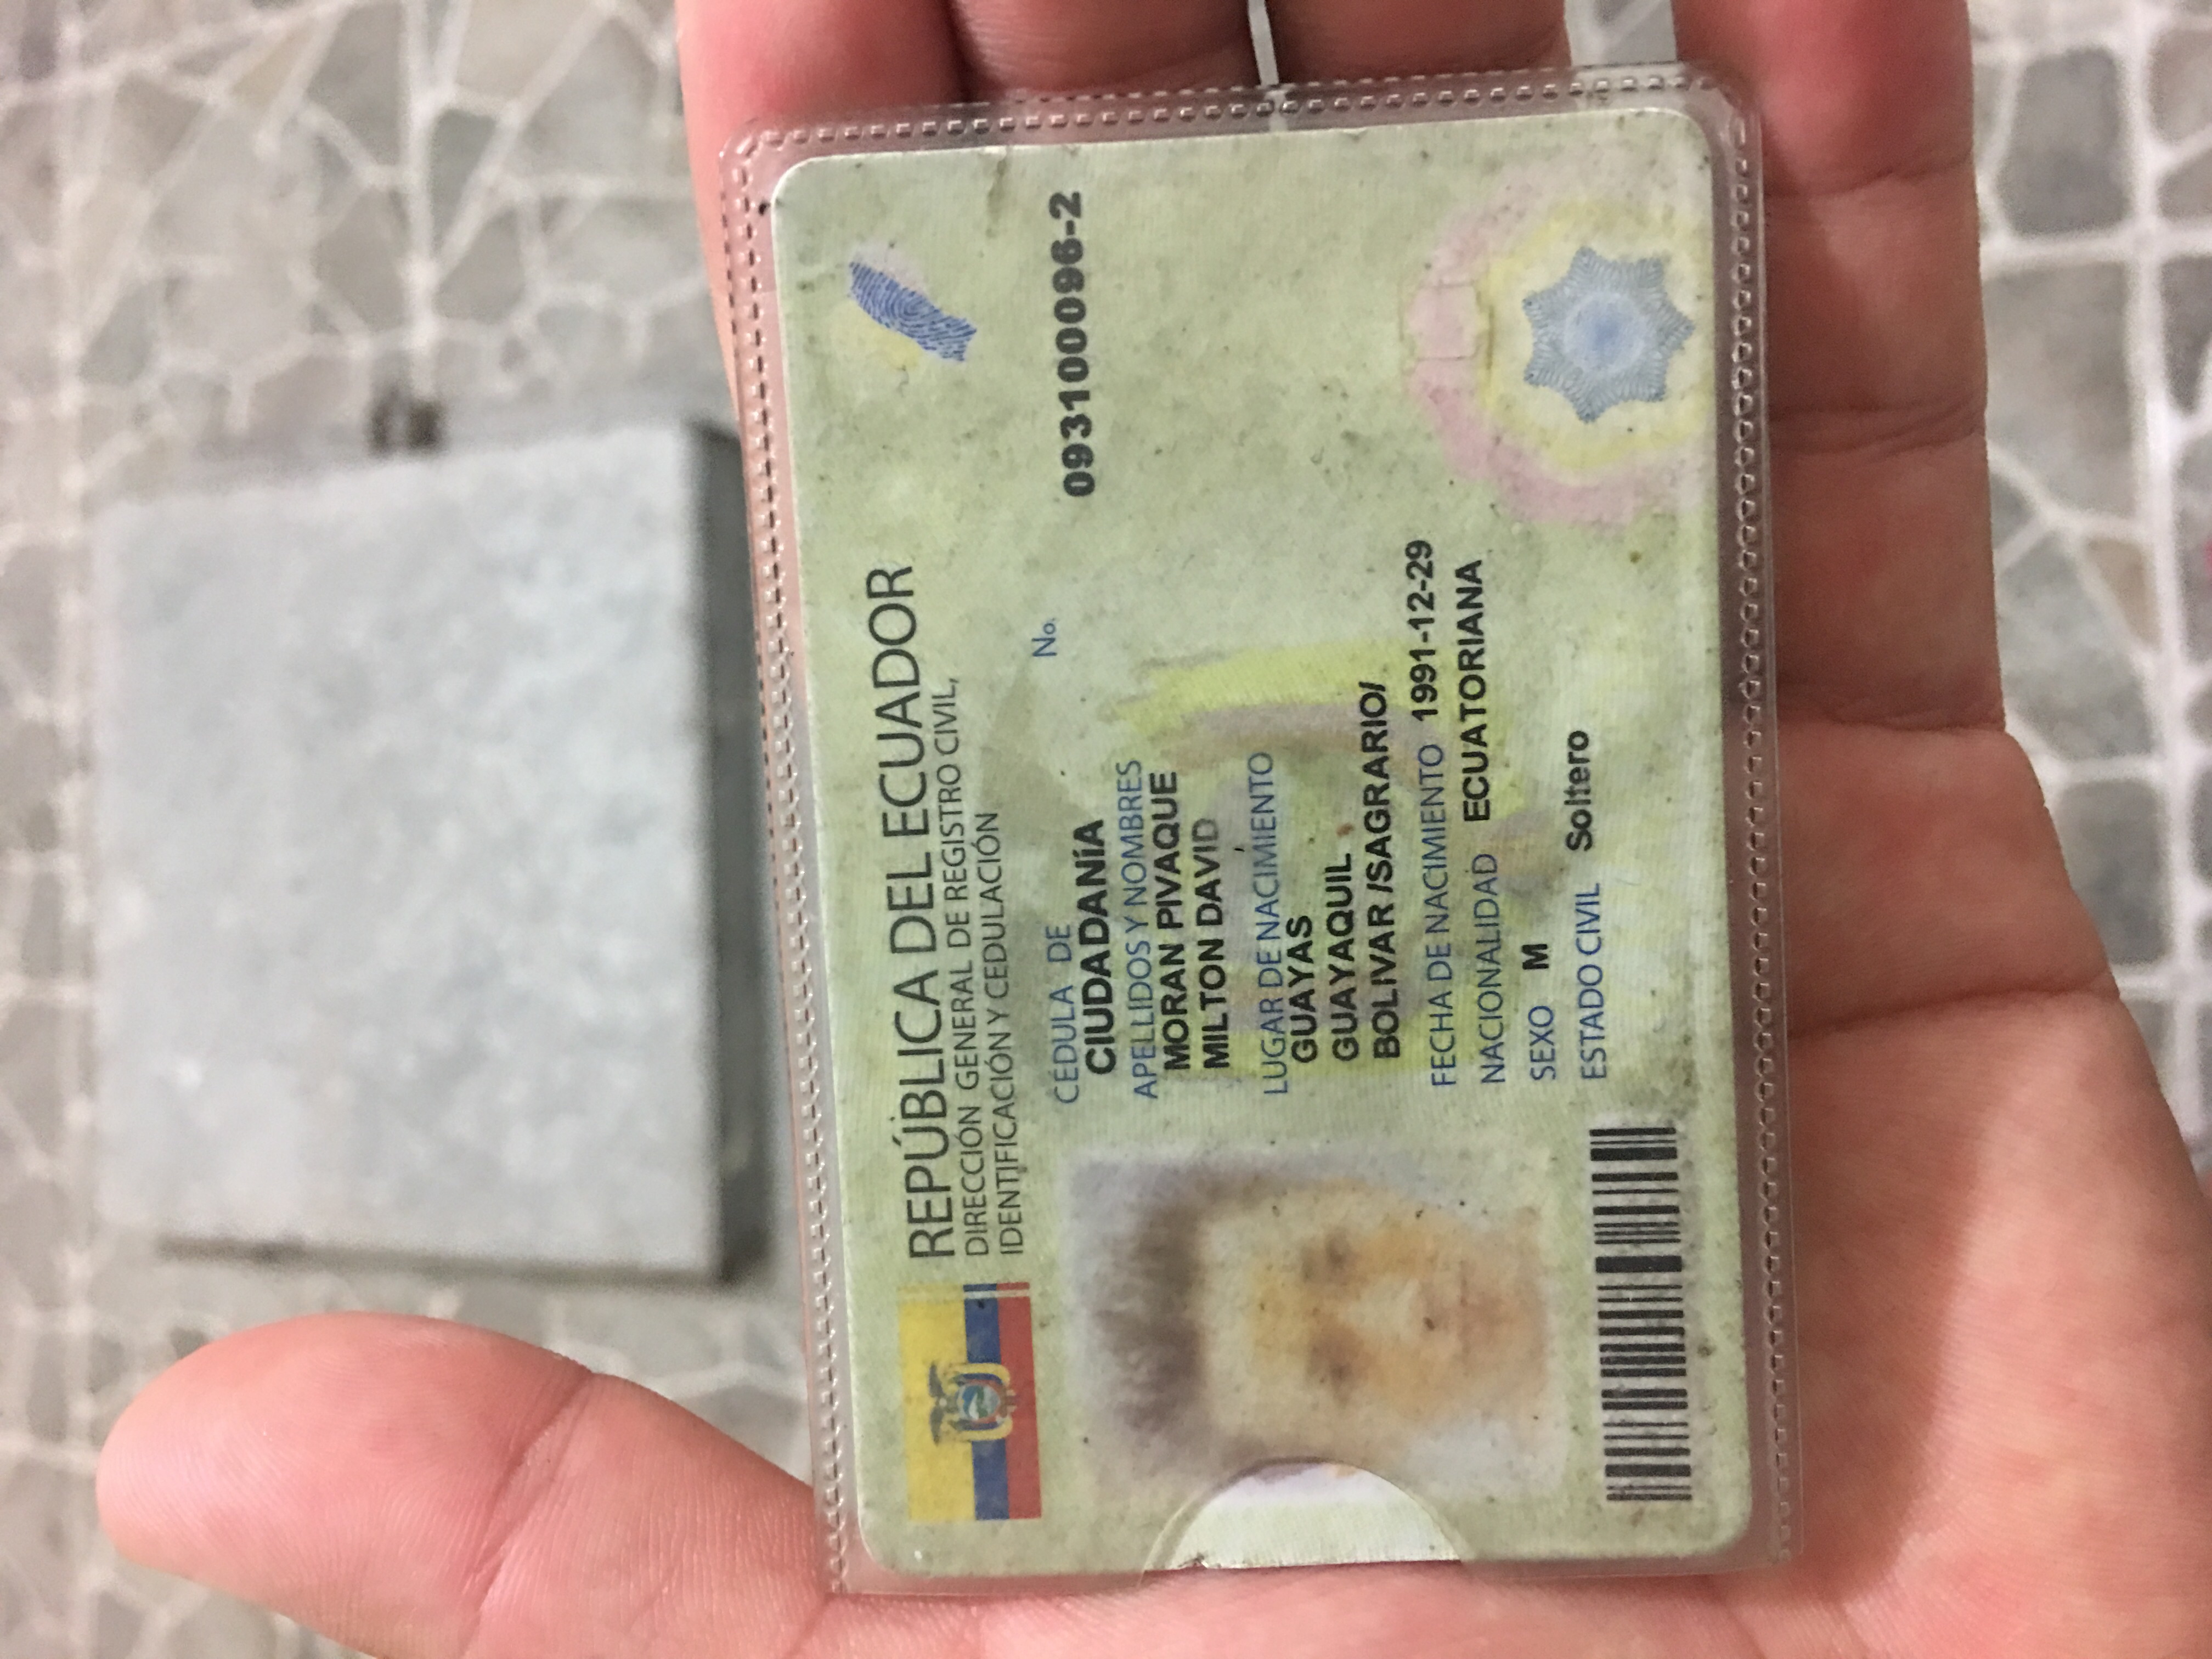 REPÚBLICA DEL ECUADOR
DIRECCIÓN GENERAL DE REGISTRO CIVIL,
IDENTIFICACIÓN Y CEDULACIÓN
CÉDULA DE No. 093100096-2
CIUDADANíA
APELLIDOS Y NOMBRES
MORAN PIVAQUE
MILTON DAVID
LUGAR DE NACIMIENTO
GUAYAS
GUAYAQUIL
BOLIVAR /SAGRARIO/
FECHA DE NACIMIENTO 1991-12-29
NACIONALIDAD ECUATORIANA
SEXO M
ESTADO CIVIL Soltero